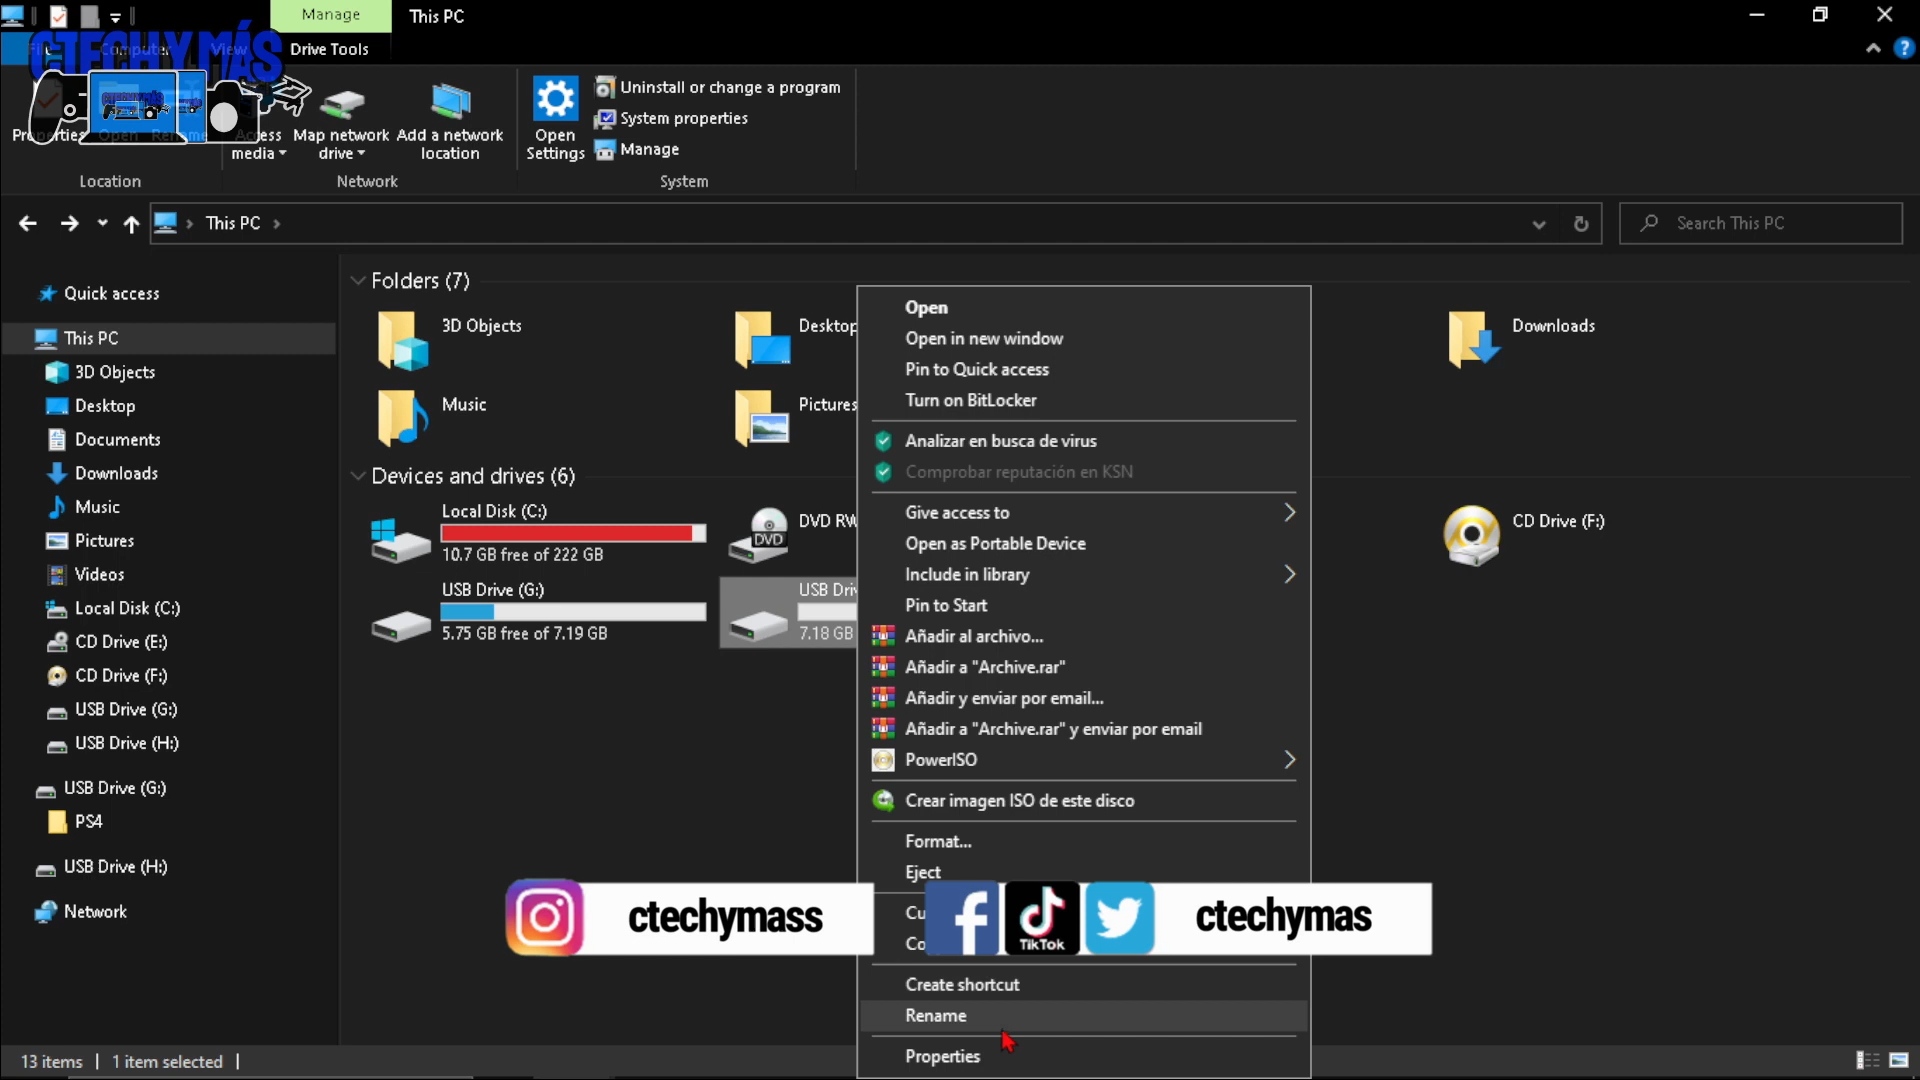 Manage
This PC
File
Computer
View
Drive Tools
CTECHY MÁS
Properties
Open
Rename
Access media
Map network drive
Add a network location
Open Settings
Uninstall or change a program
System properties
Manage
Location
Network
System
This PC
Search This PC
Quick access
This PC
3D Objects
Desktop
Documents
Downloads
Music
Pictures
Videos
Local Disk (C:)
CD Drive (E:)
CD Drive (F:)
USB Drive (G:)
USB Drive (H:)
USB Drive (G:)
PS4
USB Drive (H:)
Network
Folders (7)
3D Objects
Desktop
Downloads
Music
Pictures
Devices and drives (6)
Local Disk (C:)
10.7 GB free of 222 GB
DVD
DVD RW
CD Drive (F:)
USB Drive (G:)
5.75 GB free of 7.19 GB
USB Driv
7.18 GB
Open
Open in new window
Pin to Quick access
Turn on BitLocker
Analizar en busca de virus
Comprobar reputación en KSN
Give access to
Open as Portable Device
Include in library
Pin to Start
Añadir al archivo...
Añadir a "Archive.rar"
Añadir y enviar por email...
Añadir a "Archive.rar" y enviar por email
PowerISO
Crear imagen ISO de este disco
Format...
Eject
Cu
Co
Create shortcut
Rename
Properties
ctechymass
TikTok
ctechymas
13 items
1 item selected